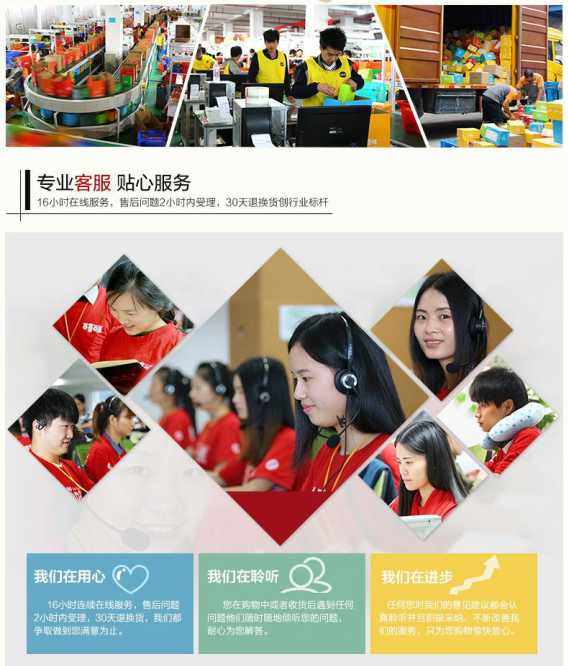 专业客服 贴心服务
16小时在线服务，售后问题2小时内受理，30天退换货创行业标杆
我们在用心
16小时连续在线服务，售后问题
2小时内受理，30天退换货，我们都
争取做到您满意为止。
我们在聆听
您在购物中或者收货后遇到任何
问题他们随时随地倾听您的问题，
耐心为您解答。
我们在进步
任何您对我们的意见建议都会认
真聆听并且积极采纳，不断改善我
们的服务，只为您购物愉快放心。